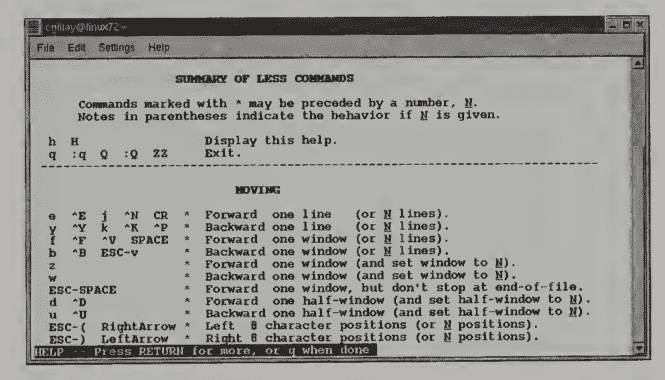 cgillay@linux72:~
File Edit Settings Help
SUMMARY OF LESS COMMANDS
Commands marked with * may be preceded by a number, N.
Notes in parentheses indicate the behavior if N is given.
h H Display this help.
q :q Q :Q ZZ Exit.
MOVING
e ^E j ^N CR * Forward one line (or N lines).
y ^Y k ^K ^P * Backward one line (or N lines).
f ^F ^V SPACE * Forward one window (or N lines).
b ^B ESC-v * Backward one window (or N lines).
z * Forward one window (and set window to N).
w * Backward one window (and set window to N).
ESC-SPACE * Forward one window, but don't stop at end-of-file.
d ^D * Forward one half-window (and set half-window to N).
u ^U * Backward one half-window (and set half-window to N).
ESC-( RightArrow * Left 8 character positions (or N positions).
ESC-) LeftArrow * Right 8 character positions (or N positions).
HELP -- Press RETURN for more, or q when done